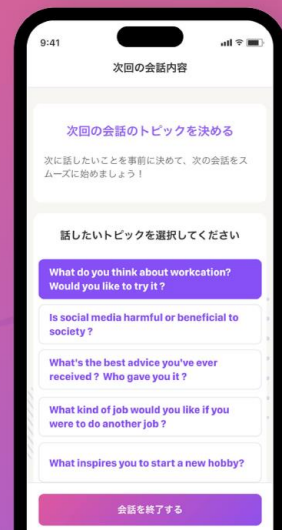 9:41
次回の会話内容
次回の会話のトピックを決める
次に話したいことを事前に決めて、次の会話をス
ムーズに始めましょう！
話したいトピックを選択してください
What do you think about workcation?
Would you like to try it ?
Is social media harmful or beneficial to
society ?
What's the best advice you've ever
received ? Who gave you it ?
What kind of job would you like if you
were to do another job ?
What inspires you to start a new hobby?
会話を終了する